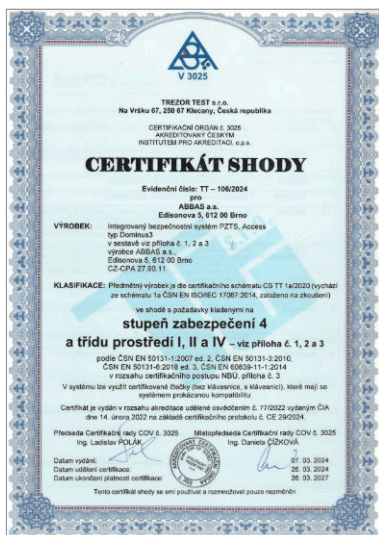 V 3025
TREZOR TEST s.r.o.
Na Vršku 67, 250 67 Klecany, Česká republika
CERTIFIKAČNÍ ORGÁN č. 3025
AKREDITOVANÝ ČESKÝM
INSTITUTEM PRO AKREDITACI, o.p.s.
CERTIFIKÁT SHODY
Evidenční číslo: TT – 106/2024
pro
ABBAS a.s.
Edisonova 5, 612 00 Brno
VÝROBEK: Integrovaný bezpečnostní systém PZTS, Access
typ Dominus3
v sestavě viz příloha č. 1, 2 a 3
výrobce ABBAS a.s.,
Edisonova 5, 612 00 Brno
CZ-CPA 27.90.11
KLASIFIKACE: Předmětný výrobek je dle certifikačního schématu CS TT 1a/2020 (vychází
ze schématu 1a ČSN EN ISO/IEC 17067:2014, založeno na zkoušení)
ve shodě s požadavky kladenými na
stupeň zabezpečení 4
a třídu prostředí I, II a IV – viz příloha č. 1, 2 a 3
podle ČSN EN 50131-1:2007 ed. 2, ČSN EN 50131-3:2010,
ČSN EN 50131-6:2018 ed. 3, ČSN EN 60839-11-1:2014
v rozsahu certifikačního postupu NBÚ, příloha č. 3
V systému lze využít certifikované čtečky (bez klávesnice, s klávesnicí), které mají se
systémem prokázanou kompatibilitu
Certifikát je vydán v rozsahu akreditace udělené osvědčením č. 77/2022 vydaným ČIA
dne 14. února 2022 na základě certifikačního protokolu č. CE 29/2024.
Předseda Certifikační rady COV č. 3025 Místopředseda Certifikační rady COV č. 3025
Ing. Ladislav POLÁK Ing. Daniela ČÍŽKOVÁ
Datum vydání: 07. 03. 2024
Datum udělení certifikace: 26. 03. 2024
Datum ukončení platnosti certifikace: 26. 03. 2027
Tento certifikát shody se smí používat a rozmnožovat pouze nezměněn